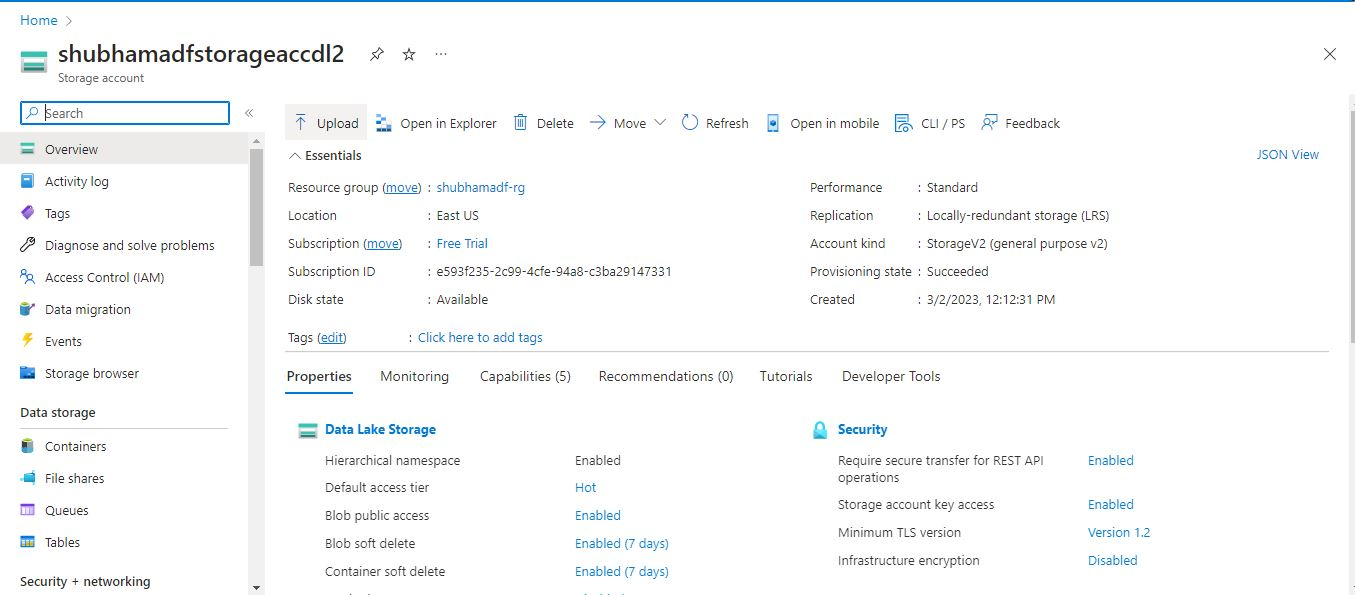 Home >
shubhamadfstorageaccdl2
...
Storage account
Search
«
Overview
Activity log
Tags
Diagnose and solve problems
Access Control (IAM)
Data migration
Events
Storage browser
Data storage
Containers
File shares
Queues
Tables
Security + networking
Upload Open in Explorer Delete Move Refresh Open in mobile CLI / PS Feedback
Essentials JSON View
Resource group (move) : shubhamadf-rg
Location : East US
Subscription (move) : Free Trial
Subscription ID : e593f235-2c99-4cfe-94a8-c3ba29147331
Disk state : Available
Performance : Standard
Replication : Locally-redundant storage (LRS)
Account kind : StorageV2 (general purpose v2)
Provisioning state : Succeeded
Created : 3/2/2023, 12:12:31 PM
Tags (edit) : Click here to add tags
Properties Monitoring Capabilities (5) Recommendations (0) Tutorials Developer Tools
Data Lake Storage
Hierarchical namespace Enabled
Default access tier Hot
Blob public access Enabled
Blob soft delete Enabled (7 days)
Container soft delete Enabled (7 days)
Security
Require secure transfer for REST API Enabled
operations
Storage account key access Enabled
Minimum TLS version Version 1.2
Infrastructure encryption Disabled